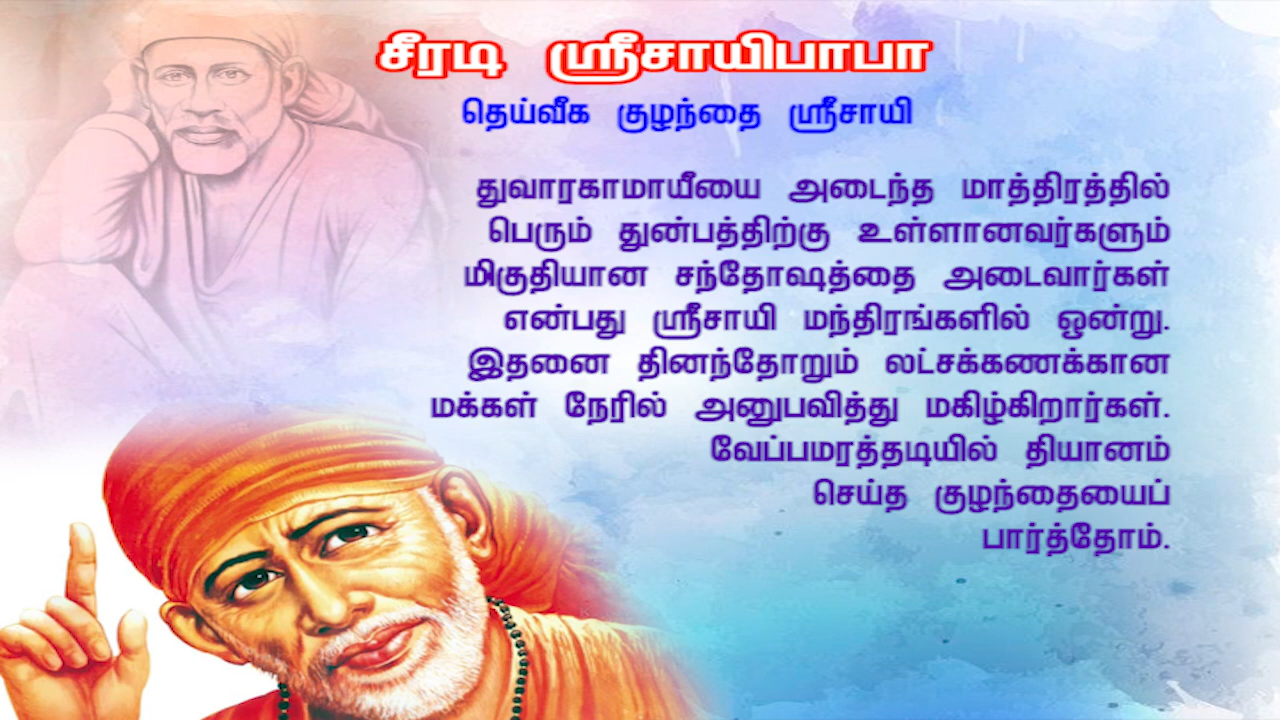 சீரடி ஸ்ரீசாயிபாபா
தெய்வீக குழந்தை ஸ்ரீசாயி
துவாரகாமாயீயை அடைந்த மாத்திரத்தில்
பெரும் துன்பத்திற்கு உள்ளானவர்களும்
மிகுதியான சந்தோஷத்தை அடைவார்கள்
என்பது ஸ்ரீசாயி மந்திரங்களில் ஒன்று.
இதனை தினந்தோறும் லட்சக்கணக்கான
மக்கள் நேரில் அனுபவித்து மகிழ்கிறார்கள்.
வேப்பமரத்தடியில் தியானம்
செய்த குழந்தையைப்
பார்த்தோம்.